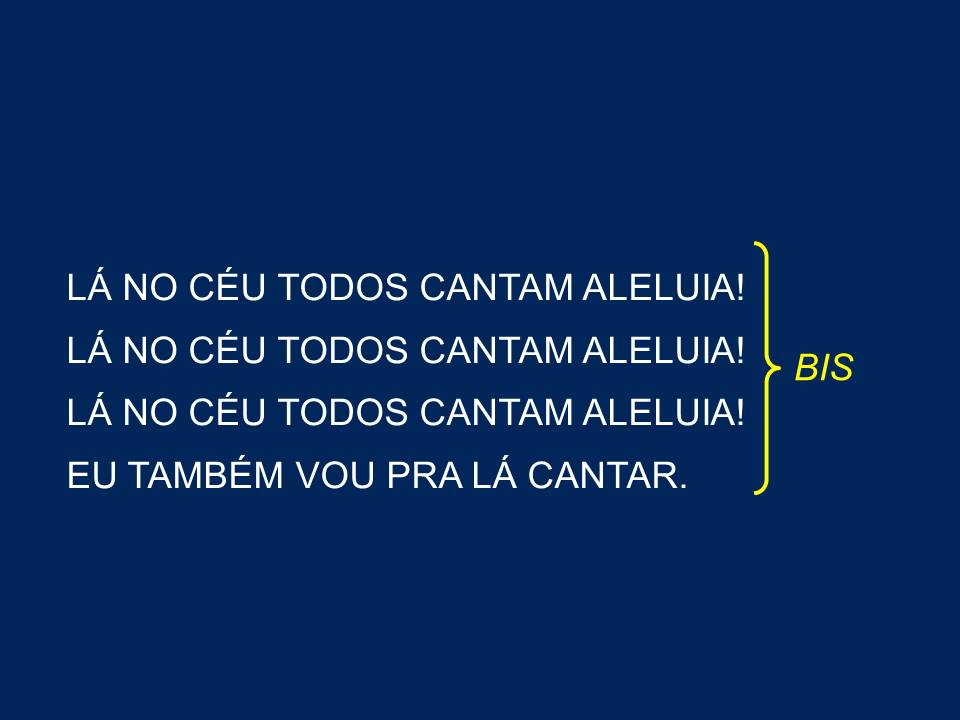 LÁ NO CÉU TODOS CANTAM ALELUIA!
LÁ NO CÉU TODOS CANTAM ALELUIA!
LÁ NO CÉU TODOS CANTAM ALELUIA!
EU TAMBÉM VOU PRA LÁ CANTAR.
BIS